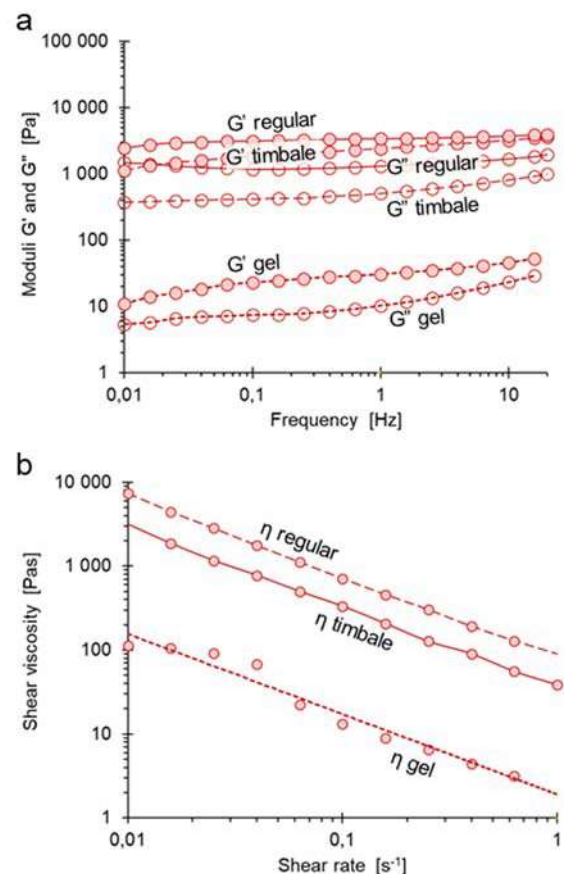 a
100 000
10 000
1 000
100
10
1
Moduli G' and G" [Pa]
G' regular
G' timbale
G" regular
G" timbale
G' gel
G" gel
0,01
0,1
1
10
Frequency [Hz]
b
10 000
1 000
100
10
1
Shear viscosity [Pas]
η regular
η timbale
η gel
0,01
0,1
1
Shear rate [s⁻¹]